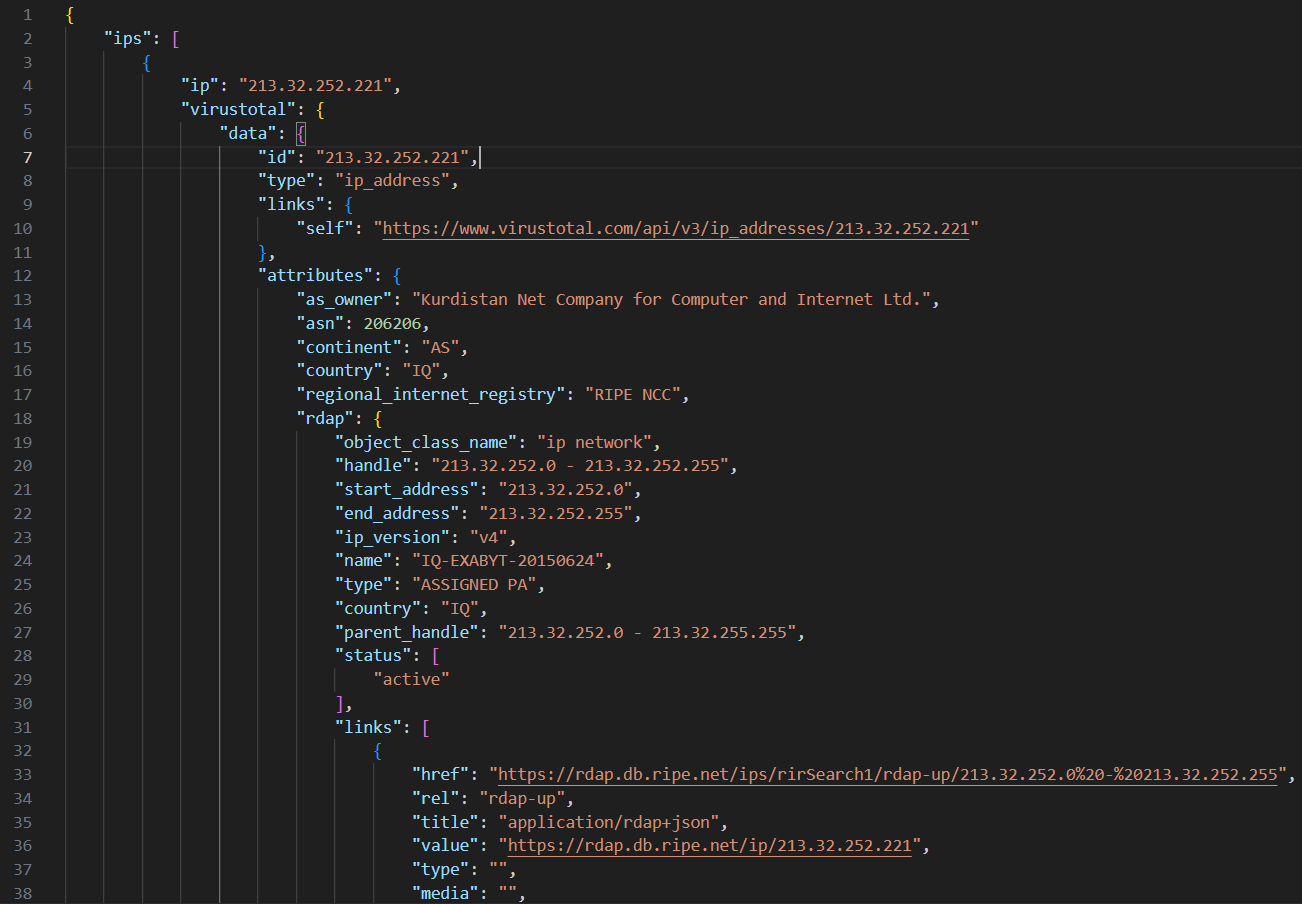 1 {
2 "ips": [
3 {
4 "ip": "213.32.252.221",
5 "virustotal": {
6 "data": {
7 "id": "213.32.252.221",
8 "type": "ip_address",
9 "links": {
10 "self": "https://www.virustotal.com/api/v3/ip_addresses/213.32.252.221"
11 },
12 "attributes": {
13 "as_owner": "Kurdistan Net Company for Computer and Internet Ltd.",
14 "asn": 206206,
15 "continent": "AS",
16 "country": "IQ",
17 "regional_internet_registry": "RIPE NCC",
18 "rdap": {
19 "object_class_name": "ip network",
20 "handle": "213.32.252.0 - 213.32.252.255",
21 "start_address": "213.32.252.0",
22 "end_address": "213.32.252.255",
23 "ip_version": "v4",
24 "name": "IQ-EXABYT-20150624",
25 "type": "ASSIGNED PA",
26 "country": "IQ",
27 "parent_handle": "213.32.252.0 - 213.32.255.255",
28 "status": [
29 "active"
30 ],
31 "links": [
32 {
33 "href": "https://rdap.db.ripe.net/ips/rirSearch1/rdap-up/213.32.252.0%20-%20213.32.252.255",
34 "rel": "rdap-up",
35 "title": "application/rdap+json",
36 "value": "https://rdap.db.ripe.net/ip/213.32.252.221",
37 "type": "",
38 "media": "",